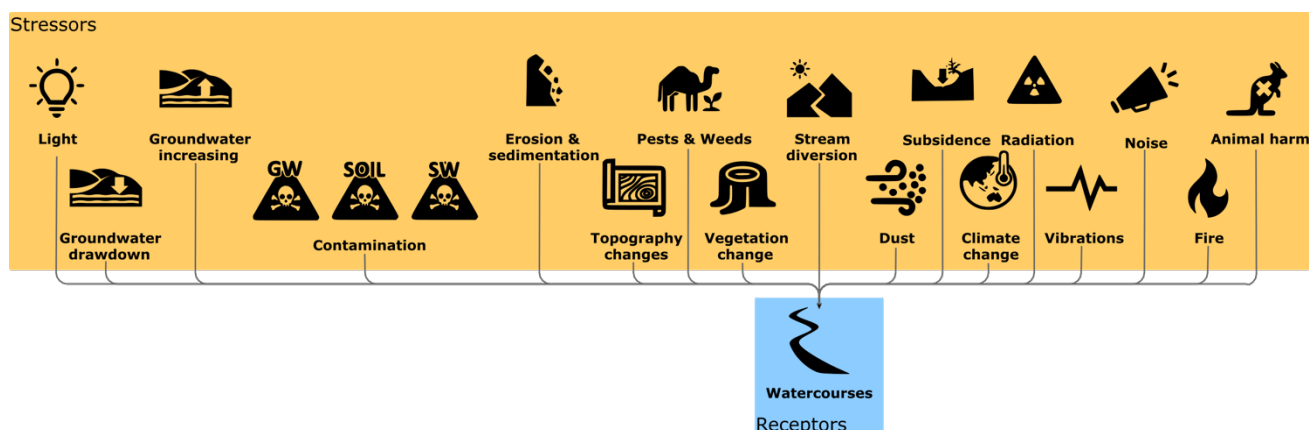 Stressors
Light
Groundwater
increasing
Erosion &
sedimentation
Pests & Weeds
Stream
diversion
Subsidence
Radiation
Noise
Animal harm
GW
SOIL
SW
Groundwater
drawdown
Contamination
Topography
changes
Vegetation
change
Dust
Climate
change
Vibrations
Fire
Watercourses
Receptors